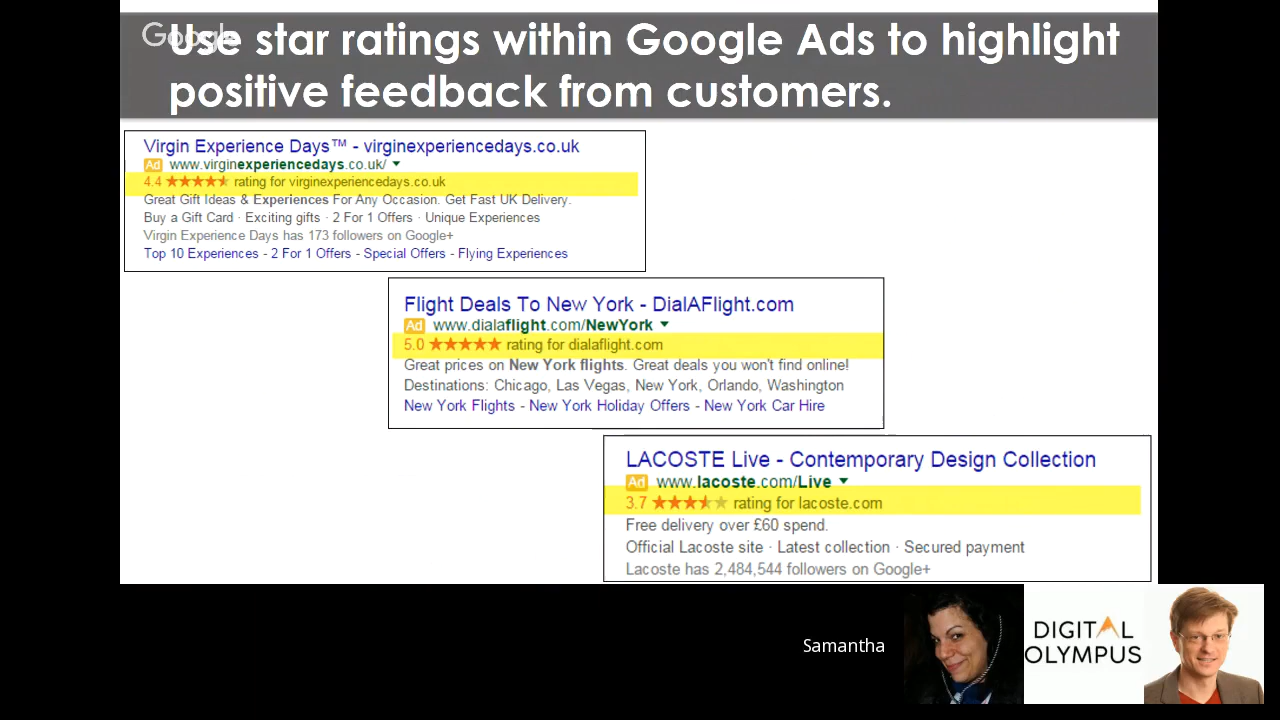 Google
Use star ratings within Google Ads to highlight
positive feedback from customers.
Virgin Experience Days™ - virginexperiencedays.co.uk
Ad www.virginexperiencedays.co.uk/
4.4 ★★★★★ rating for virginexperiencedays.co.uk
Great Gift Ideas & Experiences For Any Occasion. Get Fast UK Delivery.
Buy a Gift Card · Exciting gifts · 2 For 1 Offers · Unique Experiences
Virgin Experience Days has 173 followers on Google+
Top 10 Experiences - 2 For 1 Offers - Special Offers - Flying Experiences
Flight Deals To New York - DialAFlight.com
Ad www.dialaflight.com/NewYork
5.0 ★★★★★ rating for dialaflight.com
Great prices on New York flights. Great deals you won't find online!
Destinations: Chicago, Las Vegas, New York, Orlando, Washington
New York Flights - New York Holiday Offers - New York Car Hire
LACOSTE Live - Contemporary Design Collection
Ad www.lacoste.com/Live
3.7 ★★★★★ rating for lacoste.com
Free delivery over £60 spend.
Official Lacoste site · Latest collection · Secured payment
Lacoste has 2,484,544 followers on Google+
Samantha
DIGITAL
OLYMPUS